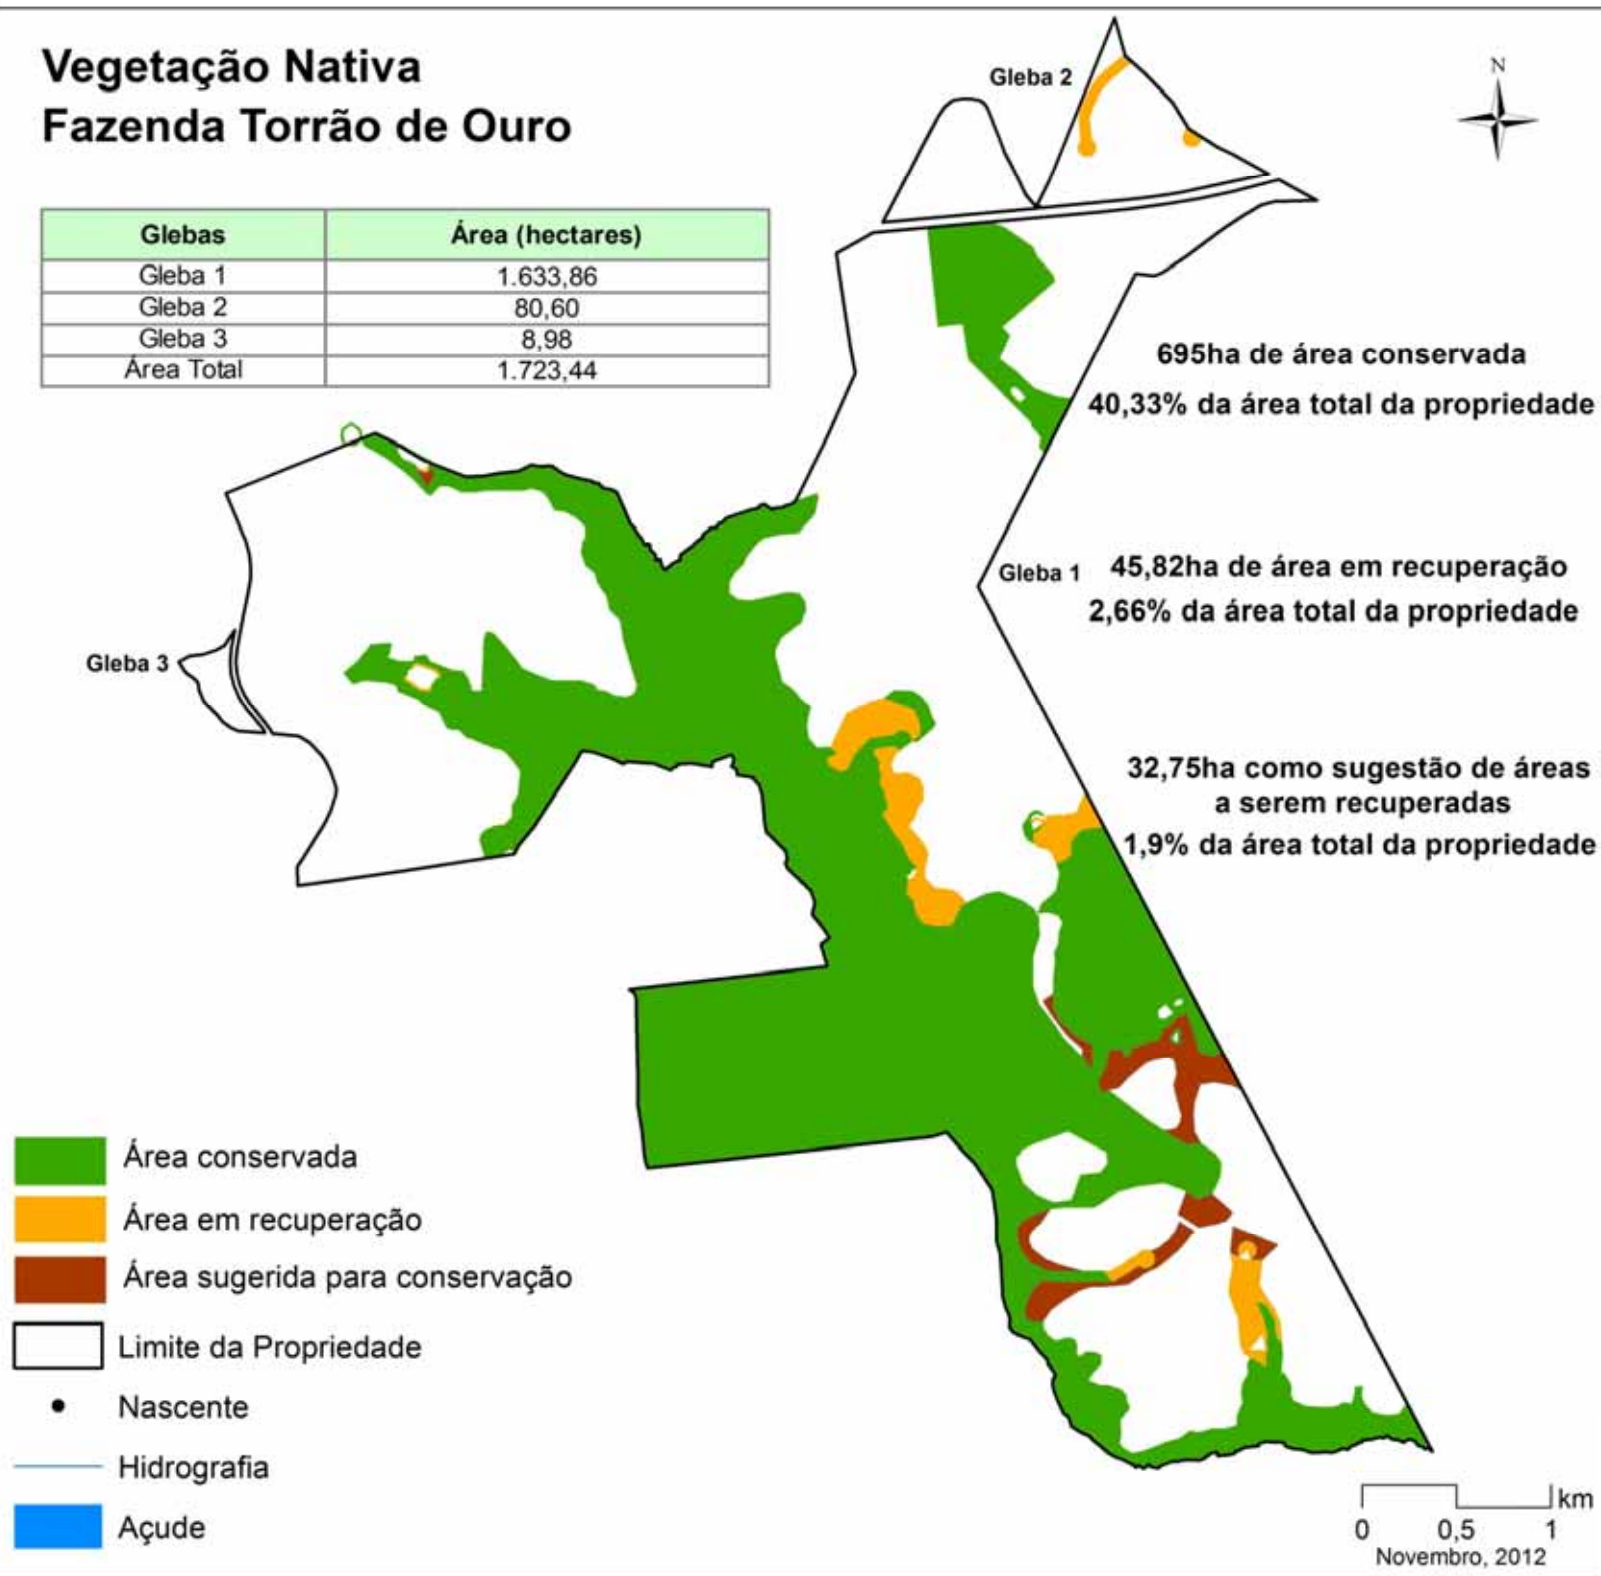 Vegetação Nativa
Fazenda Torrão de Ouro
Glebas Área (hectares)
Gleba 1 1.633,86
Gleba 2 80,60
Gleba 3 8,98
Área Total 1.723,44
Gleba 2
N
695ha de área conservada
40,33% da área total da propriedade
Gleba 1
45,82ha de área em recuperação
2,66% da área total da propriedade
Gleba 3
32,75ha como sugestão de áreas
a serem recuperadas
1,9% da área total da propriedade
Área conservada
Área em recuperação
Área sugerida para conservação
Limite da Propriedade
Nascente
Hidrografia
Açude
km
0 0,5 1
Novembro, 2012